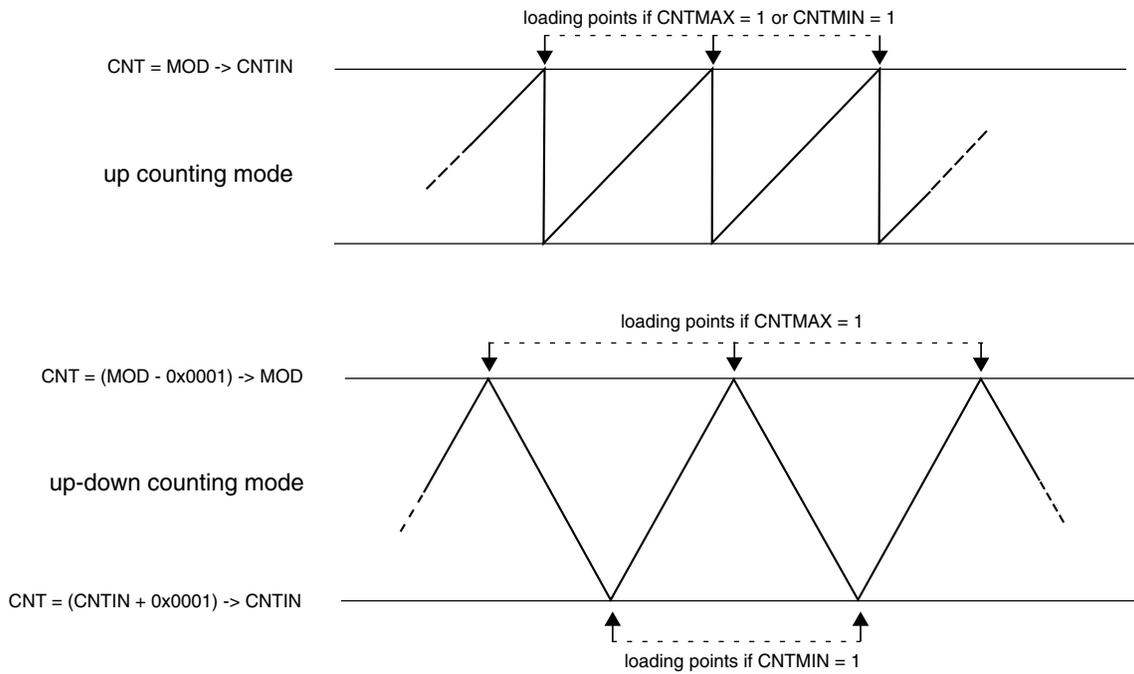 loading points if CNTMAX = 1 or CNTMIN = 1
CNT = MOD -> CNTIN
up counting mode
loading points if CNTMAX = 1
CNT = (MOD - 0x0001) -> MOD
up-down counting mode
CNT = (CNTIN + 0x0001) -> CNTIN
loading points if CNTMIN = 1